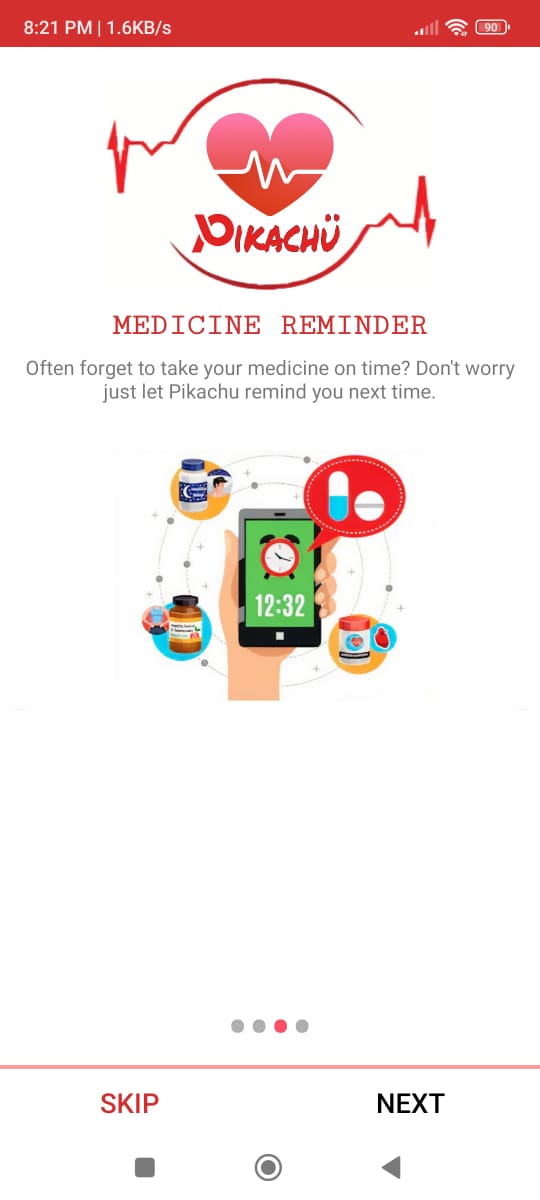 8:21 PM | 1.6KB/s
90
PIKACHÜ
MEDICINE REMINDER
Often forget to take your medicine on time? Don't worry
just let Pikachu remind you next time.
12:32
SKIP
NEXT